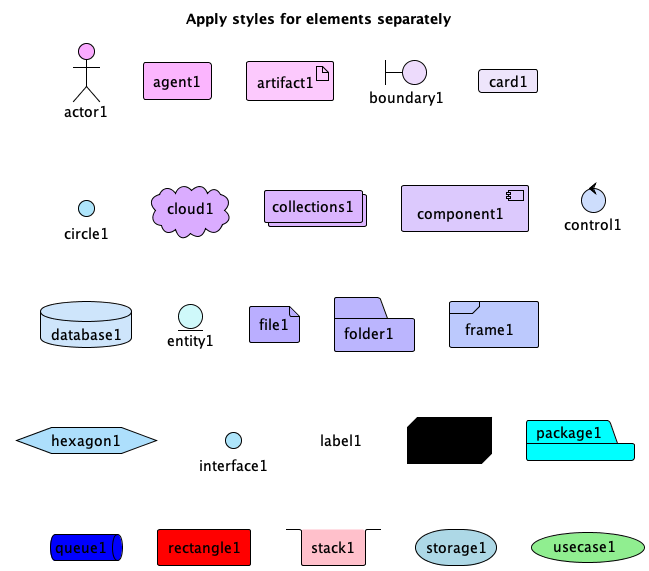 Apply styles for elements separately
actor1
agent1
artifact1
boundary1
card1
circle1
cloud1
collections1
component1
control1
database1
entity1
file1
folder1
frame1
hexagon1
interface1
label1
package1
queue1
rectangle1
stack1
storage1
usecase1